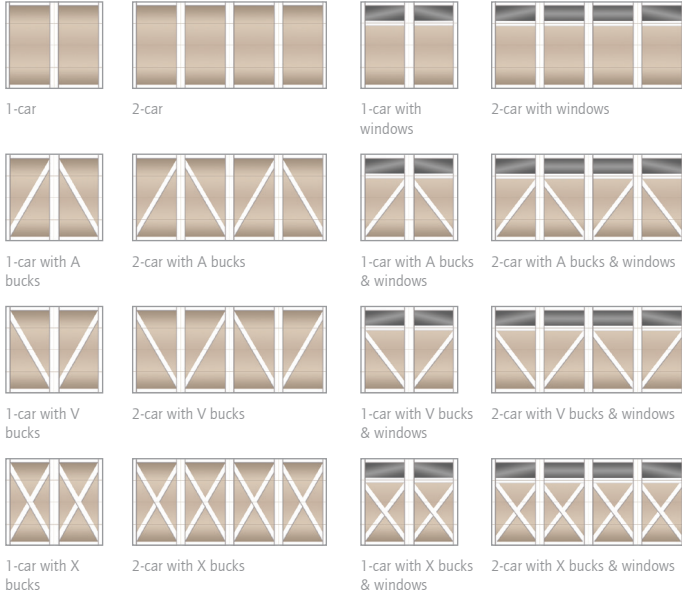 1-car
2-car
1-car with
windows
2-car with windows
1-car with A
bucks
2-car with A bucks
1-car with A bucks
& windows
2-car with A bucks & windows
1-car with V
bucks
2-car with V bucks
1-car with V bucks
& windows
2-car with V bucks & windows
1-car with X
bucks
2-car with X bucks
1-car with X bucks
& windows
2-car with X bucks & windows